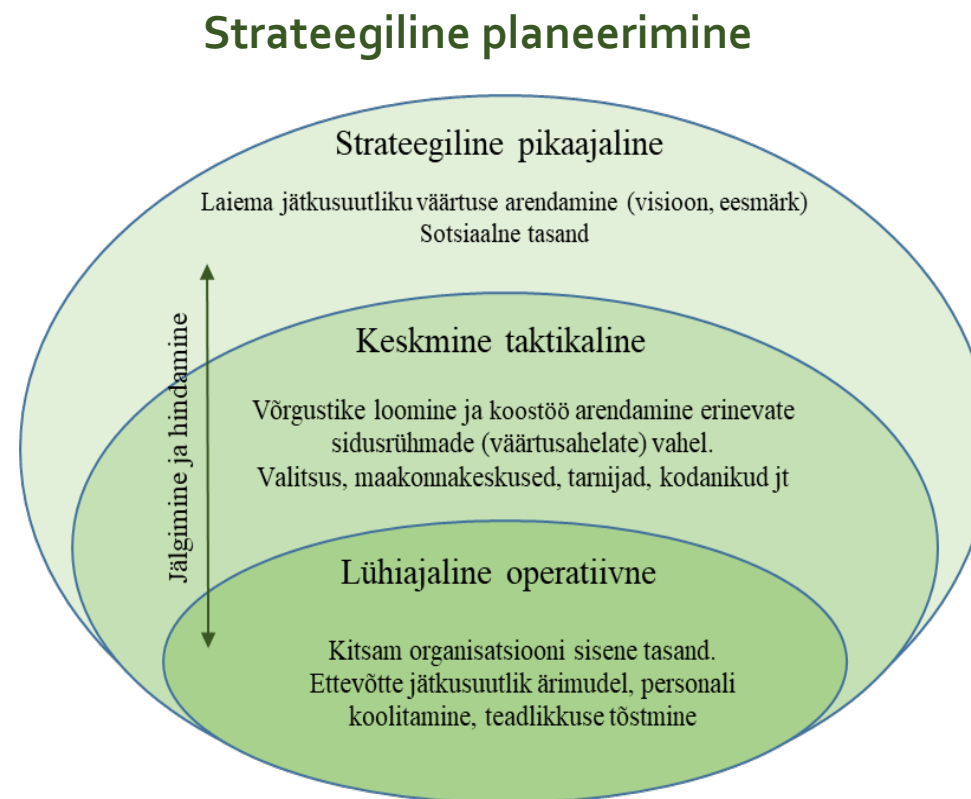 Strateegiline planeerimine
Strateegiline pikaajaline
Laiema jätkusuutliku väärtuse arendamine (visioon, eesmärk)
Sotsiaalne tasand
Jälgimine ja hindamine
Keskmine taktikaline
Võrgustike loomine ja koostöö arendamine erinevate
sidusrühmade (väärtusahelate) vahel.
Valitsus, maakonnakeskused, tarnijad, kodanikud jt
Lühiajaline operatiivne
Kitsam organisatsiooni sisene tasand.
Ettevõtte jätkusuutlik ärimudel, personali
koolitamine, teadlikkuse tõstmine